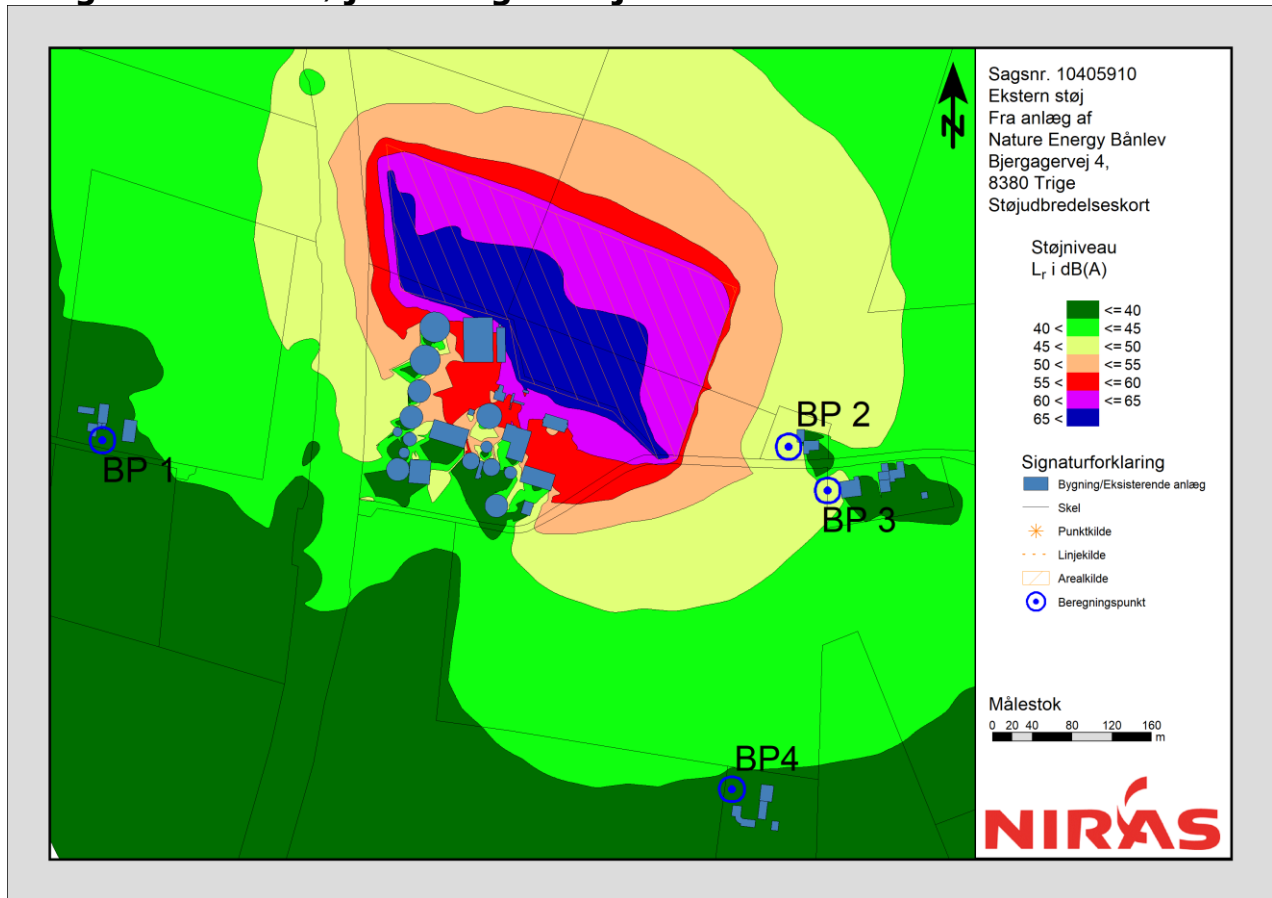 BP 1
BP 2
BP 3
BP4
N
Sagsnr. 10405910
Ekstern støj
Fra anlæg af
Nature Energy Bånlev
Bjergagervej 4,
8380 Trige
Støjudbredelseskort
Støjniveau
Lr i dB(A)
<= 40
40 < <= 45
45 < <= 50
50 < <= 55
55 < <= 60
60 < <= 65
65 <
Signaturforklaring
Bygning/Eksisterende anlæg
Skel
Punktkilde
Linjekilde
Arealkilde
Beregningspunkt
Målestok
0 20 40 80 120 160
m
NIRAS